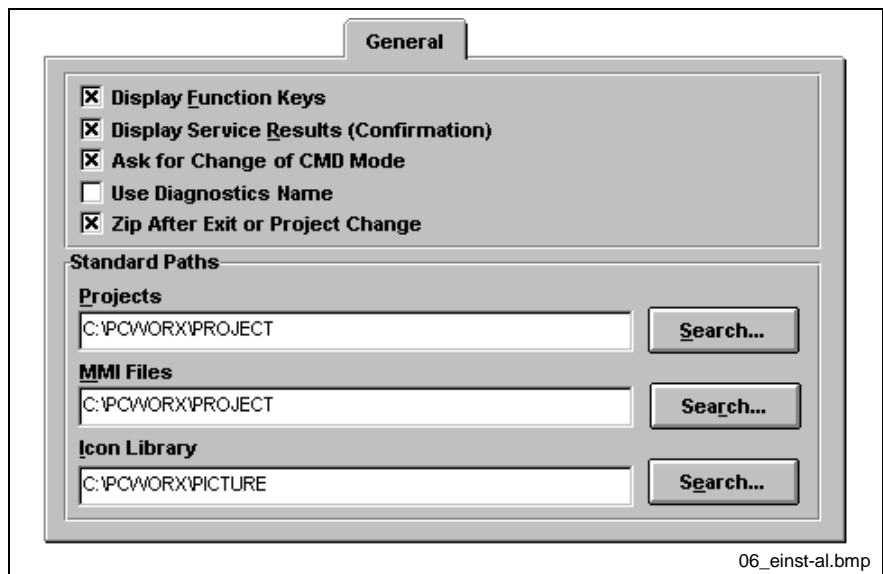 General
Display Function Keys
Display Service Results (Confirmation)
Ask for Change of CMD Mode
Use Diagnostics Name
Zip After Exit or Project Change
Standard Paths
Projects
C:\PCWORX\PROJECT
Search...
MMI Files
C:\PCWORX\PROJECT
Search...
Icon Library
C:\PCWORX\PICTURE
Search...
06_einst-al.bmp